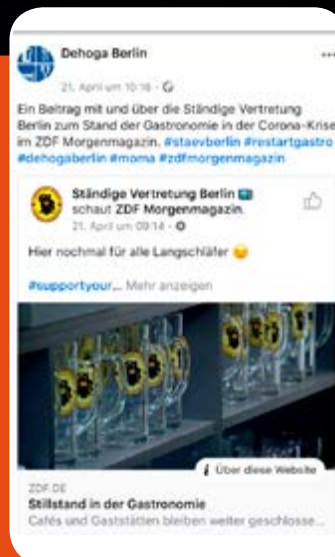 Dehoga Berlin
21. April um 10:16
Ein Beitrag mit und über die Ständige Vertretung
Berlin zum Stand der Gastronomie in der Corona-Krise
im ZDF Morgenmagazin. #staevberlin #restartgastro
#dehogaberlin #moma #zdfmorgenmagazin
Ständige Vertretung Berlin
schaut ZDF Morgenmagazin.
21. April um 09:14
Hier nochmal für alle Langschläfer
#supportyour... Mehr anzeigen
i Über diese Website
ZDF.DE
Stillstand in der Gastronomie
Cafés und Gaststätten bleiben weiter geschlosse...